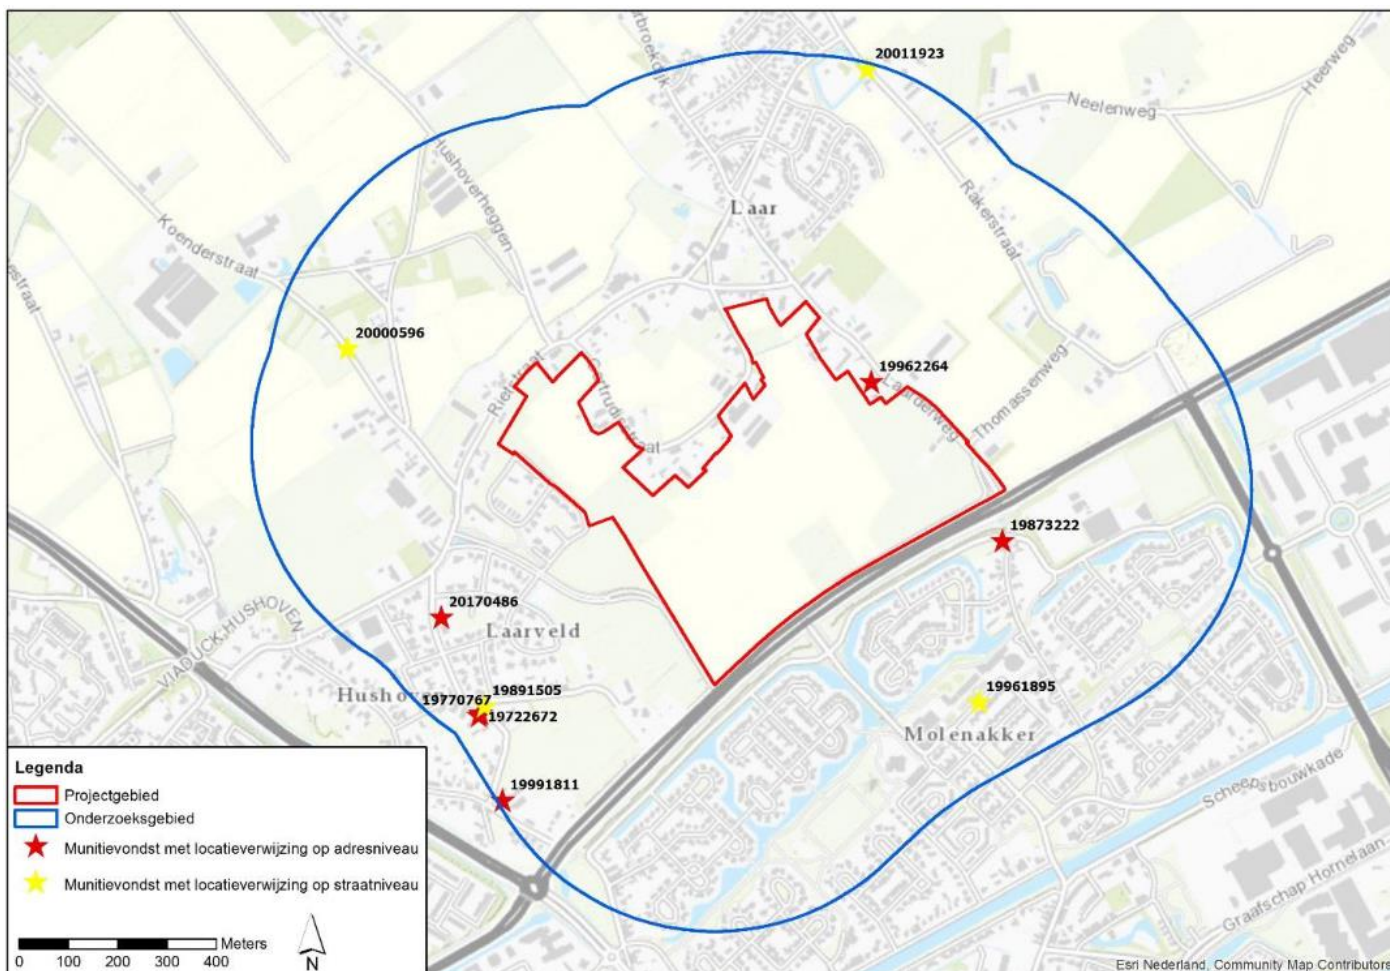 20011923
Neelenweg
Heerweg
Hushoverheggen
Laar
Rakerstraat
Koenderstraat
20000596
19962264
Rietstraat
Laarderweg
Thomassenweg
19873222
20170486
Laarveld
VIADUCK HUSHOVEN
Hushoven
19891505
19770767
19722672
19961895
Molenakker
19991811
Scheepsbouwkade
Graafschap Hornelaan
Legenda
Projectgebied
Onderzoeksgebied
Munitievondst met locatieverwijzing op adresniveau
Munitievondst met locatieverwijzing op straatniveau
Meters
0 100 200 300 400
N
Esri Nederland, Community Map Contributors